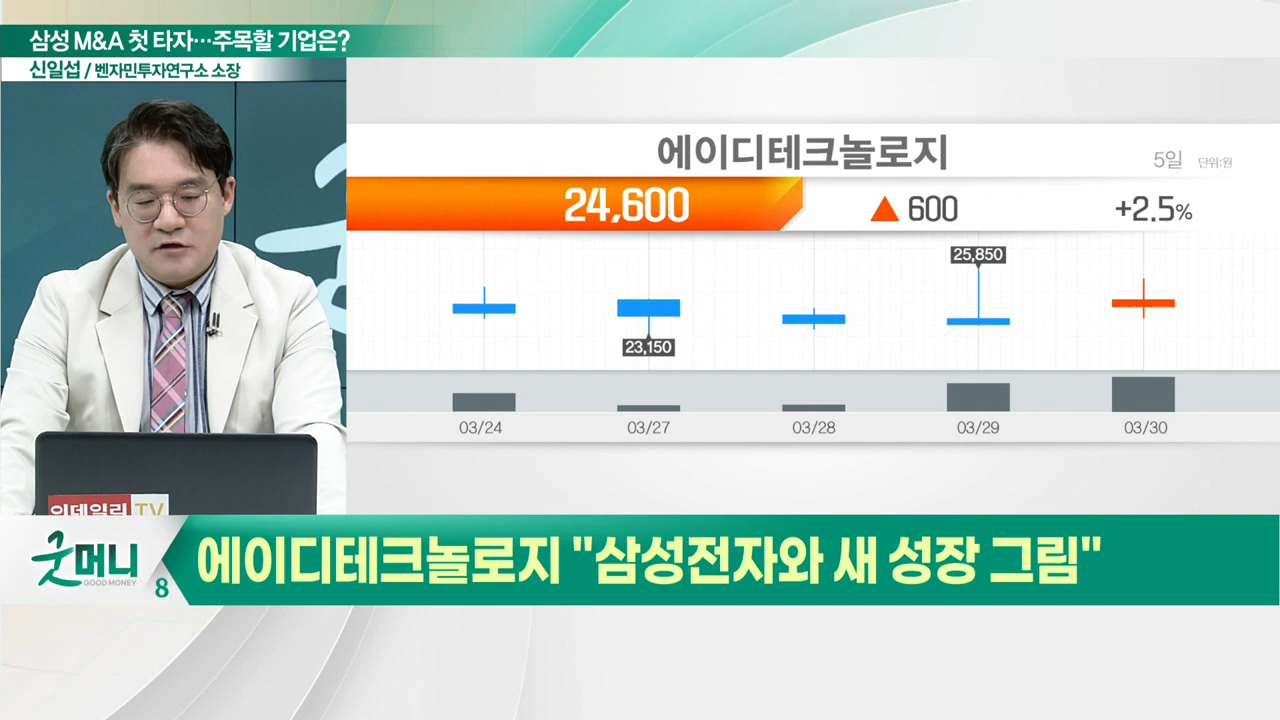 삼성 M&A 첫 타자…주목할 기업은?
신일섭 / 벤자민투자연구소 소장
에이디테크놀로지
5일 단위:원
24,600 ▲ 600 +2.5%
25,850
23,150
03/24 03/27 03/28 03/29 03/30
이데일리 TV
굿머니
GOOD MONEY
8
에이디테크놀로지 "삼성전자와 새 성장 그림"